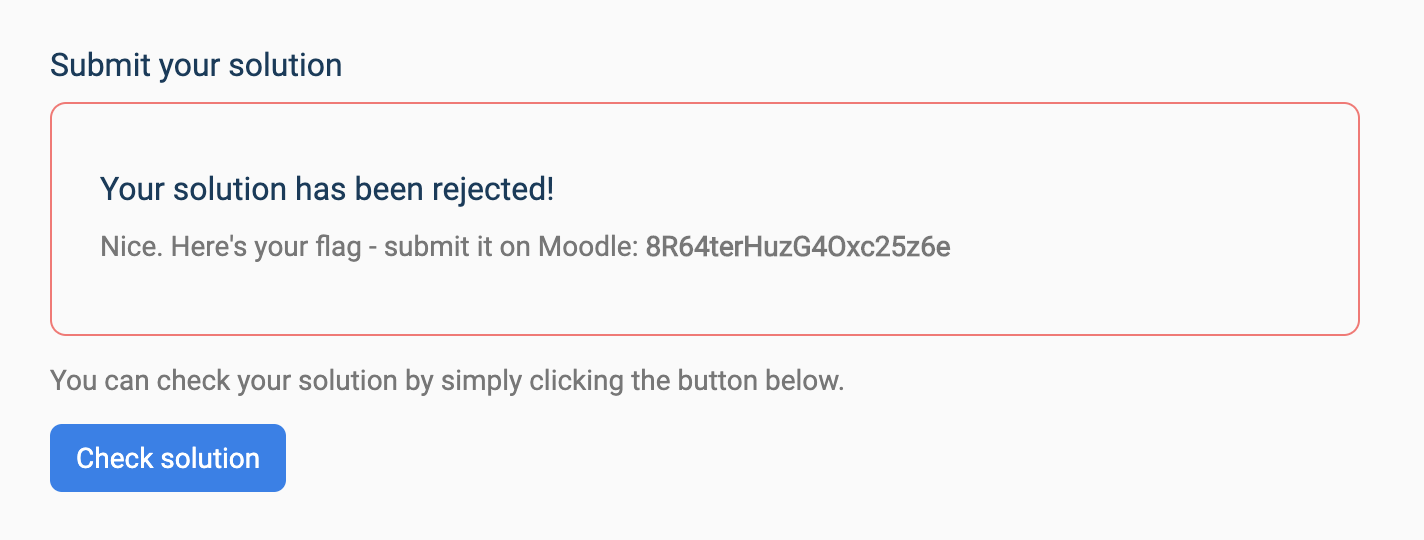 Submit your solution
Your solution has been rejected!
Nice. Here's your flag - submit it on Moodle: 8R64terHuzG4Oxc25z6e
You can check your solution by simply clicking the button below.
Check solution